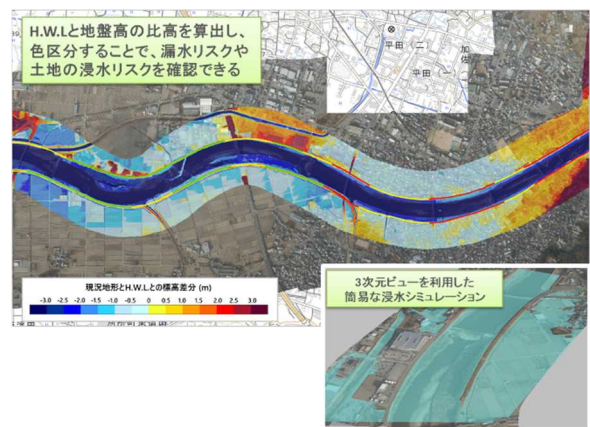 H.W.Lと地盤高の比高を算出し、
色区分することで、漏水リスクや
土地の浸水リスクを確認できる
平田（二）
加佐
平田（一）
現況地形とH.W.Lとの標高差分 (m)
-3.0 -2.5 -2.0 -1.5 -1.0 -0.5 0 0.5 1.0 1.5 2.0 2.5 3.0
3次元ビューを利用した
簡易な浸水シミュレーション